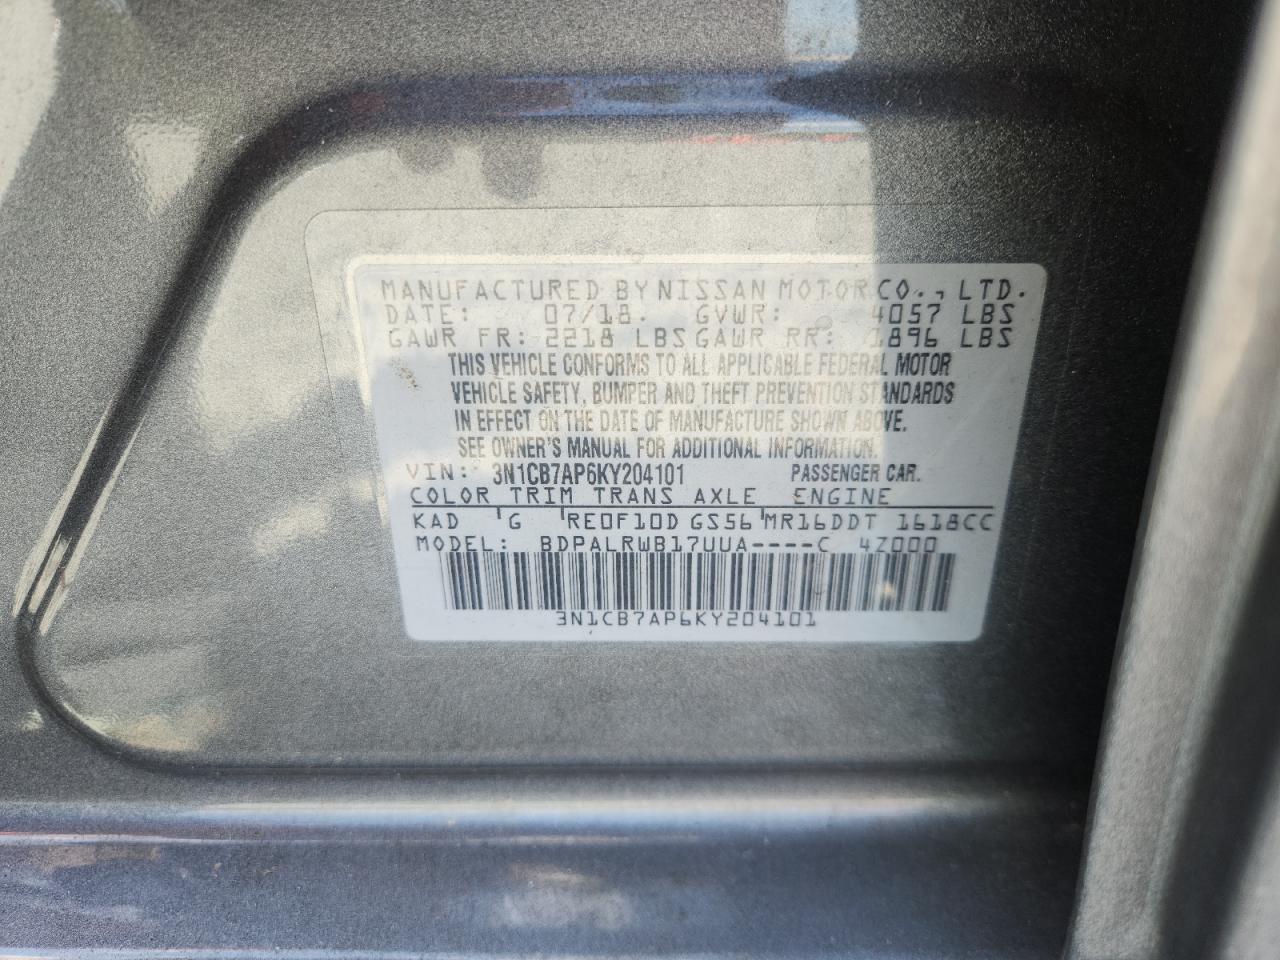 MANUFACTURED BY NISSAN MOTOR CO., LTD.
DATE: 07/18 GVWR: 4057 LBS
GAWR FR: 2218 LBS GAWR RR: 1896 LBS
THIS VEHICLE CONFORMS TO ALL APPLICABLE FEDERAL MOTOR
VEHICLE SAFETY, BUMPER AND THEFT PREVENTION STANDARDS
IN EFFECT ON THE DATE OF MANUFACTURE SHOWN ABOVE.
SEE OWNER'S MANUAL FOR ADDITIONAL INFORMATION.
VIN: 3N1CB7AP6KY204101 PASSENGER CAR.
COLOR TRIM TRANS AXLE ENGINE
KAD G RE0F10D GS56 MR16DDT 1618CC
MODEL: BDPALRWB17UUA----C 4Z000
3N1CB7AP6KY204101